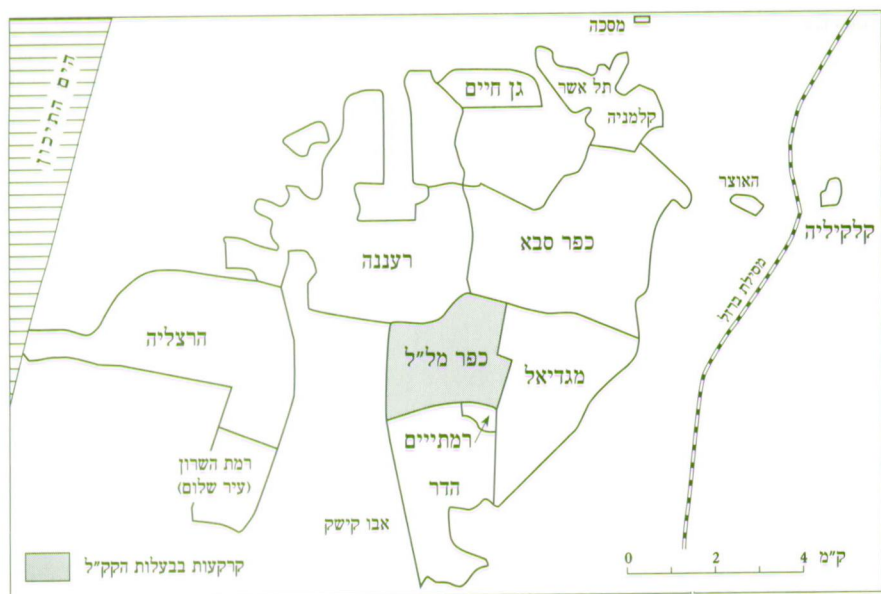 מסכה
הים התיכון
גן חיים
תל אשר
קלמניה
האוצר
קלקיליה
כפר סבא
רעננה
מסילת ברזל
הרצליה
כפר מל״ל
מגדיאל
רמתייים
הדר
רמת השרון
(עיר שלום)
אבו קישק
קרקעות בבעלות הקק״ל
0 2 4 ק״מ